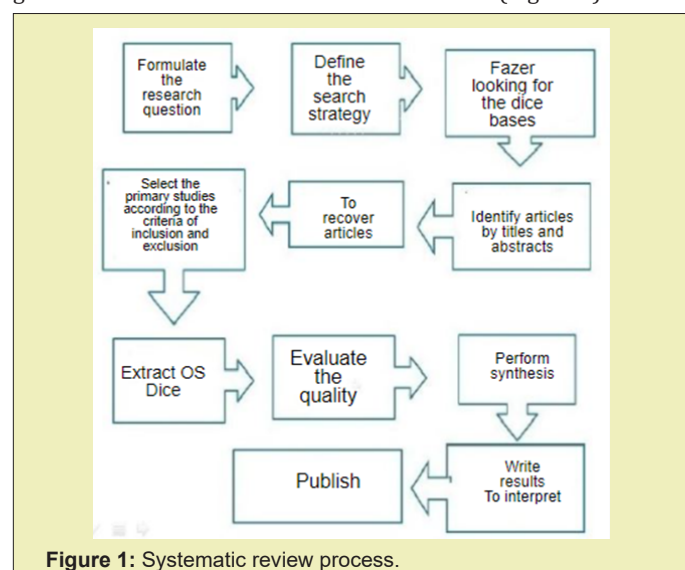 Formulate
the
research
question
Define
the
search
strategy
Fazer
looking for
the dice
bases
Select the
primary studies
according to the
criteria of
inclusion and
exclusion
To
recover
articles
Identify articles
by titles and
abstracts
Extract OS
Dice
Evaluate
the
quality
Perform
synthesis
Publish
Write
results
To interpret
Figure 1: Systematic review process.